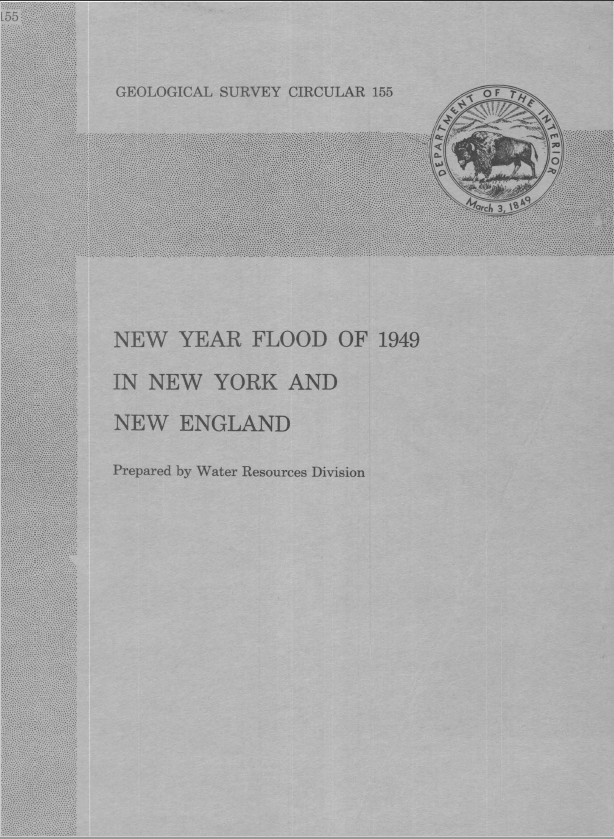 155
GEOLOGICAL SURVEY CIRCULAR 155
DEPARTMENT OF THE INTERIOR
March 3, 1849
NEW YEAR FLOOD OF 1949
IN NEW YORK AND
NEW ENGLAND
Prepared by Water Resources Division